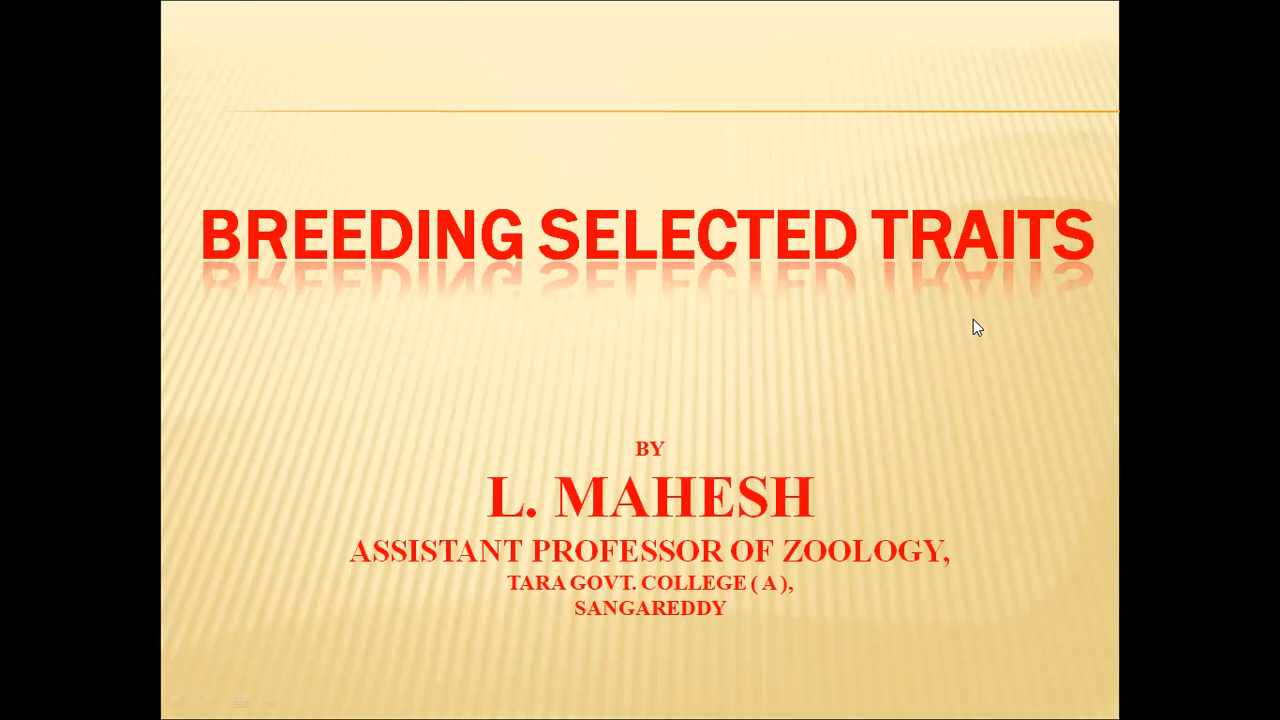 BREEDING SELECTED TRAITS
BY
L. MAHESH
ASSISTANT PROFESSOR OF ZOOLOGY,
TARA GOVT. COLLEGE ( A ),
SANGAREDDY